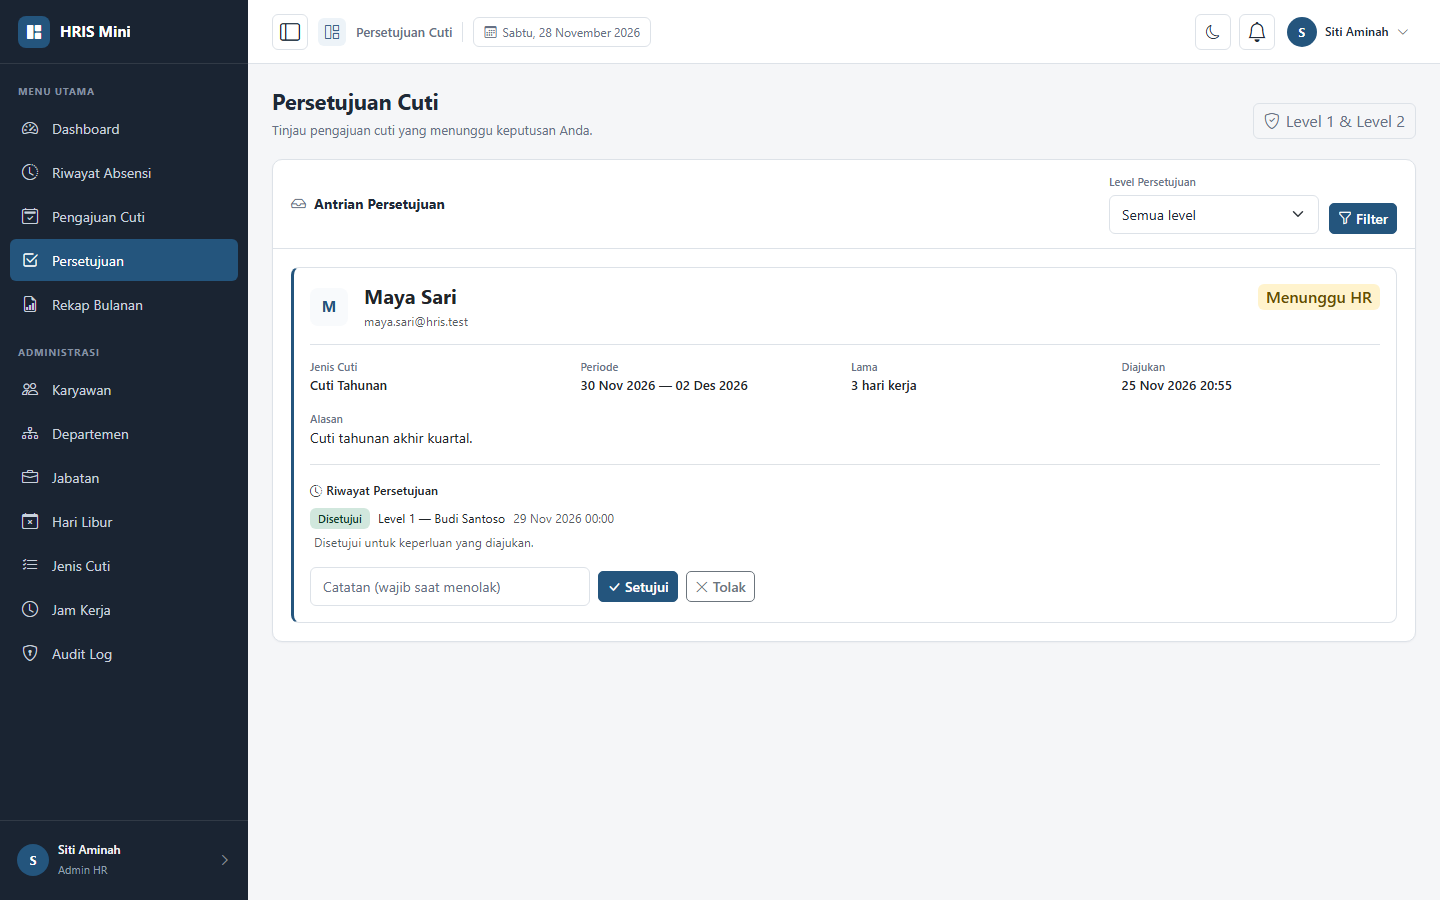 HRIS Mini
MENU UTAMA
Dashboard
Riwayat Absensi
Pengajuan Cuti
Persetujuan
Rekap Bulanan
ADMINISTRASI
Karyawan
Departemen
Jabatan
Hari Libur
Jenis Cuti
Jam Kerja
Audit Log
S
Siti Aminah
Admin HR
Persetujuan Cuti
Sabtu, 28 November 2026
S
Siti Aminah
Persetujuan Cuti
Tinjau pengajuan cuti yang menunggu keputusan Anda.
Level 1 & Level 2
Antrian Persetujuan
Level Persetujuan
Semua level
Filter
M
Maya Sari
maya.sari@hris.test
Menunggu HR
Jenis Cuti
Cuti Tahunan
Periode
30 Nov 2026 — 02 Des 2026
Lama
3 hari kerja
Diajukan
25 Nov 2026 20:55
Alasan
Cuti tahunan akhir kuartal.
Riwayat Persetujuan
Disetujui Level 1 — Budi Santoso 29 Nov 2026 00:00
Disetujui untuk keperluan yang diajukan.
Catatan (wajib saat menolak)
Setujui
Tolak